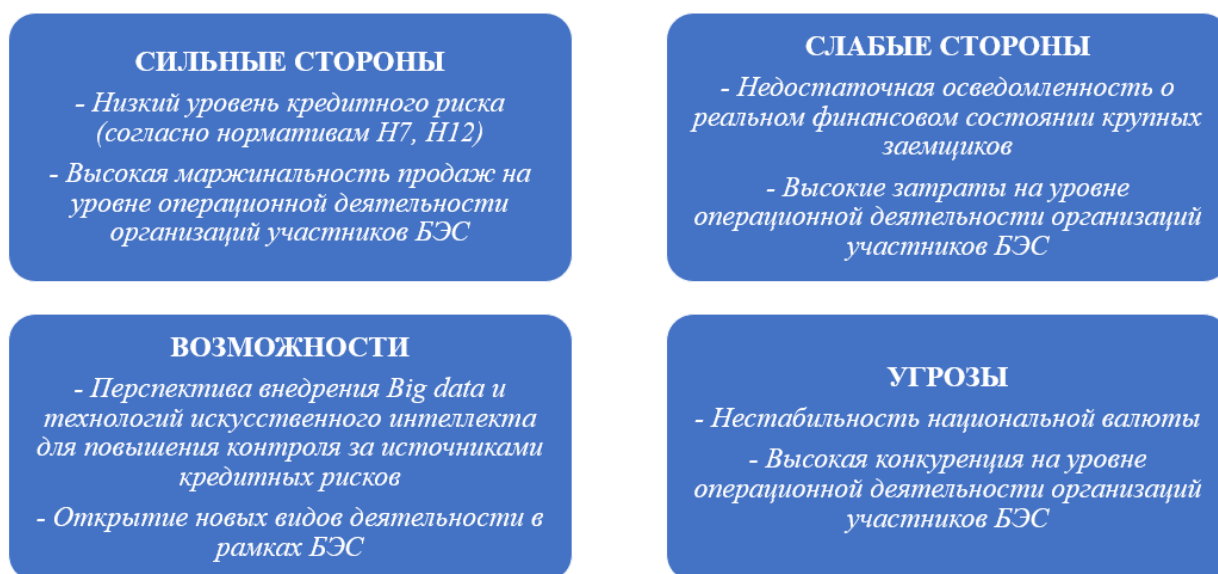 СИЛЬНЫЕ СТОРОНЫ
- Низкий уровень кредитного риска
(согласно нормативам Н7, Н12)
- Высокая маржинальность продаж на
уровне операционной деятельности
организаций участников БЭС
СЛАБЫЕ СТОРОНЫ
- Недостаточная осведомленность о
реальном финансовом состоянии крупных
заемщиков
- Высокие затраты на уровне
операционной деятельности организаций
участников БЭС
ВОЗМОЖНОСТИ
- Перспектива внедрения Big data и
технологий искусственного интеллекта
для повышения контроля за источниками
кредитных рисков
- Открытие новых видов деятельности в
рамках БЭС
УГРОЗЫ
- Нестабильность национальной валюты
- Высокая конкуренция на уровне
операционной деятельности организаций
участников БЭС